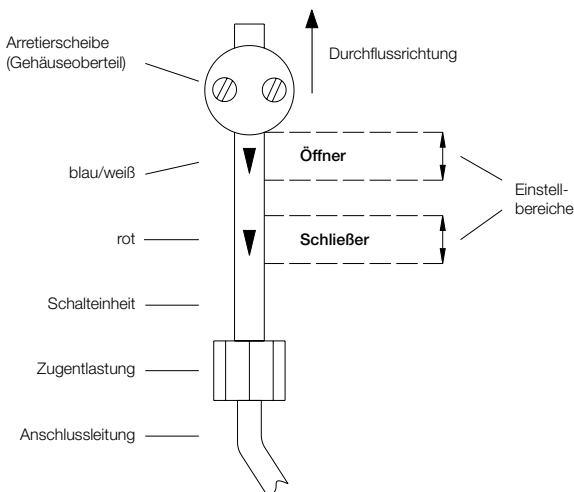 Arretierscheibe
(Gehäuseoberteil)
Durchflussrichtung
blau/weiß
Öffner
Einstell-
bereiche
rot
Schließer
Schalteinheit
Zugentlastung
Anschlussleitung